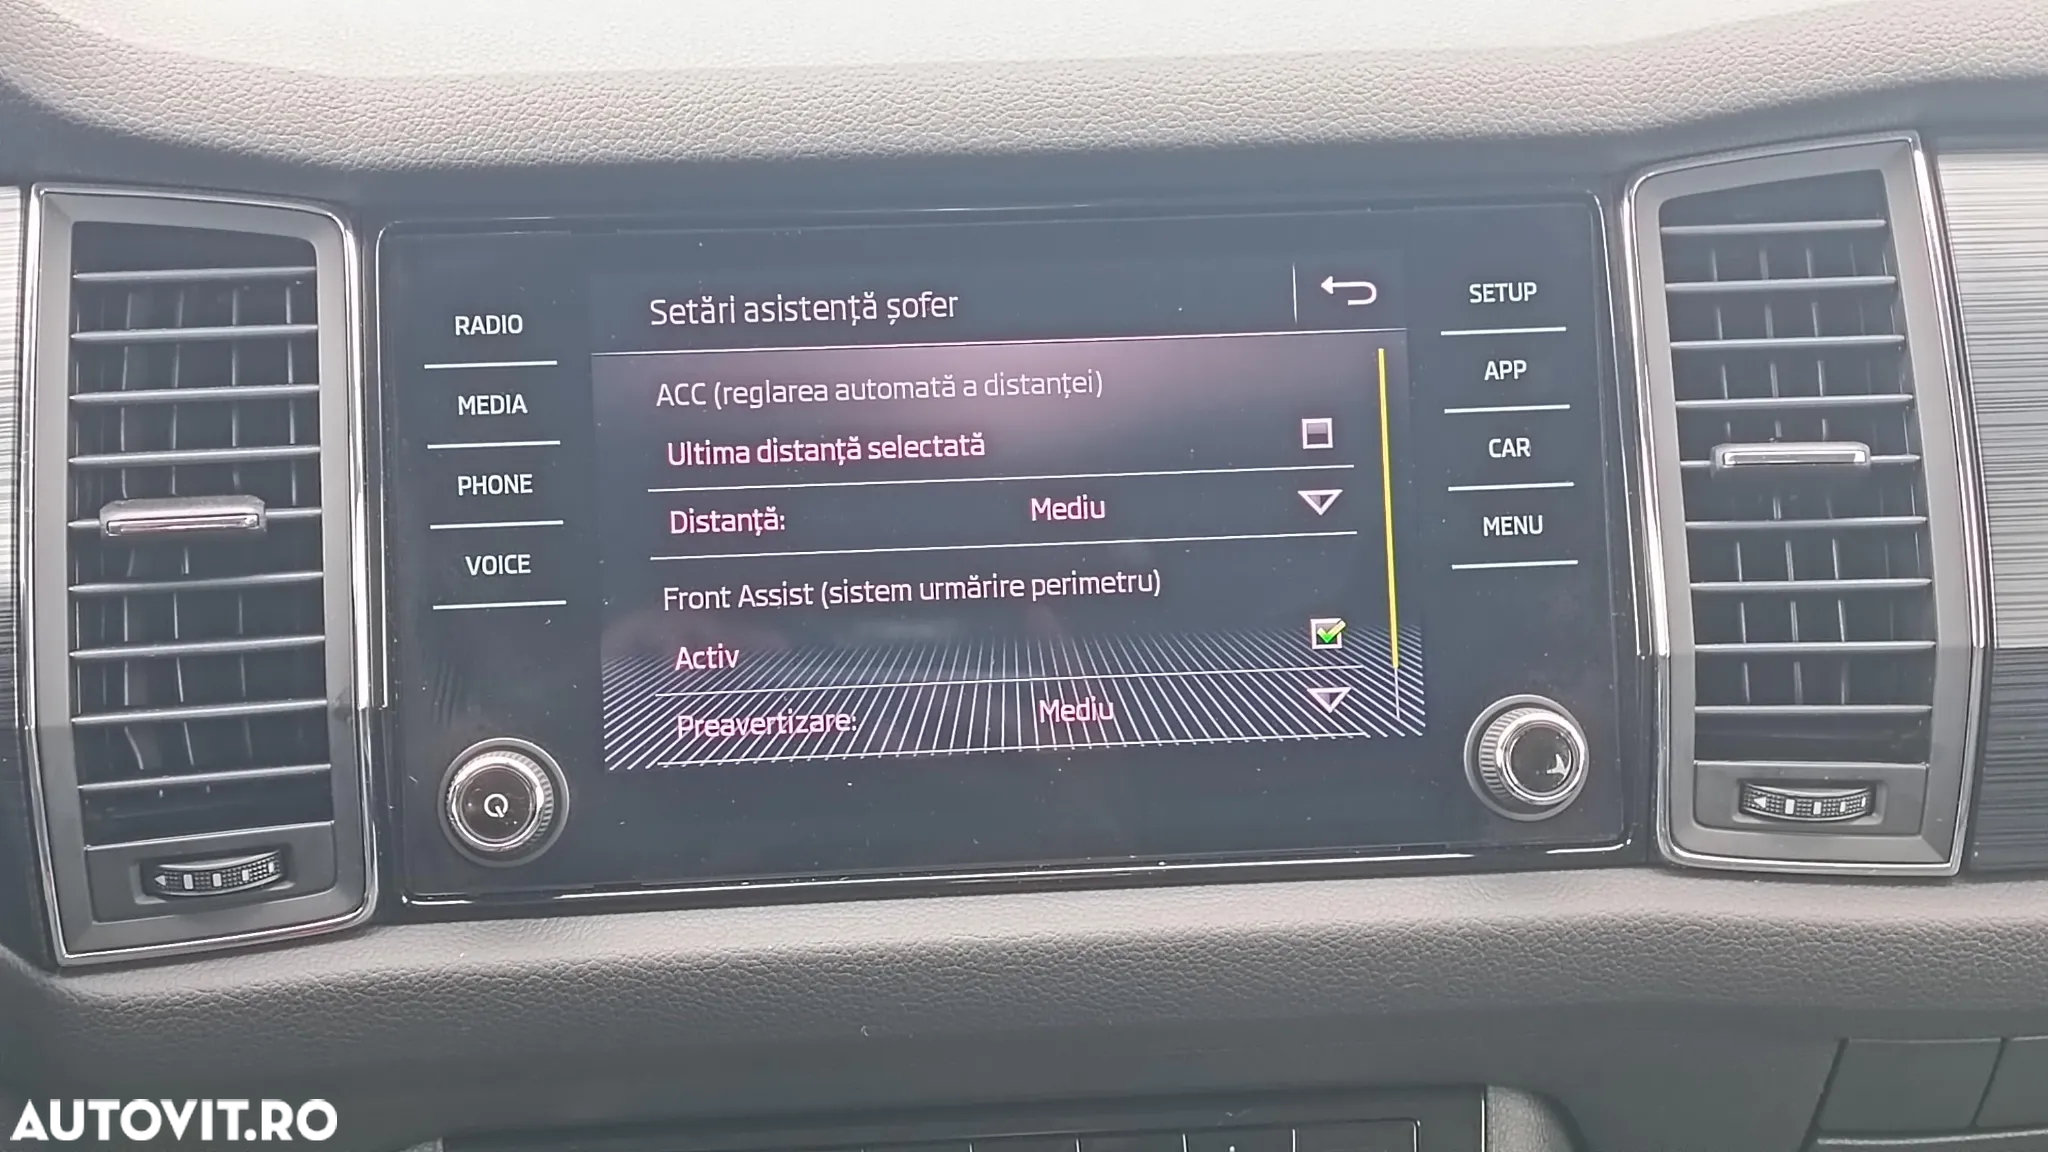 Setări asistență șofer
RADIO
MEDIA
PHONE
VOICE
ACC (reglarea automată a distanței)
Ultima distanță selectată
Distanță: Mediu
Front Assist (sistem urmărire perimetru)
Activ
Preavertizare: Mediu
SETUP
APP
CAR
MENU
AUTOVIT.RO